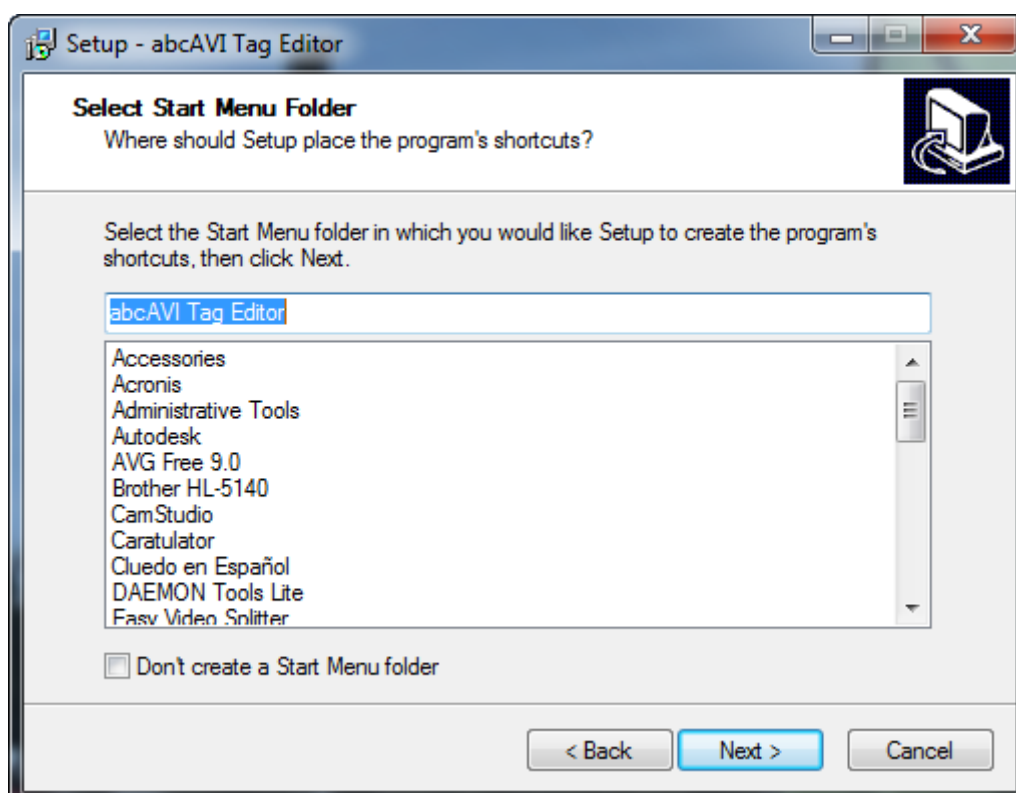 Setup - abcAVI Tag Editor
Select Start Menu Folder
Where should Setup place the program's shortcuts?
Select the Start Menu folder in which you would like Setup to create the program's
shortcuts, then click Next.
abcAVI Tag Editor
Accessories
Acronis
Administrative Tools
Autodesk
AVG Free 9.0
Brother HL-5140
CamStudio
Caratulator
Cluedo en Español
DAEMON Tools Lite
Easy Video Splitter
Don't create a Start Menu folder
< Back
Next >
Cancel